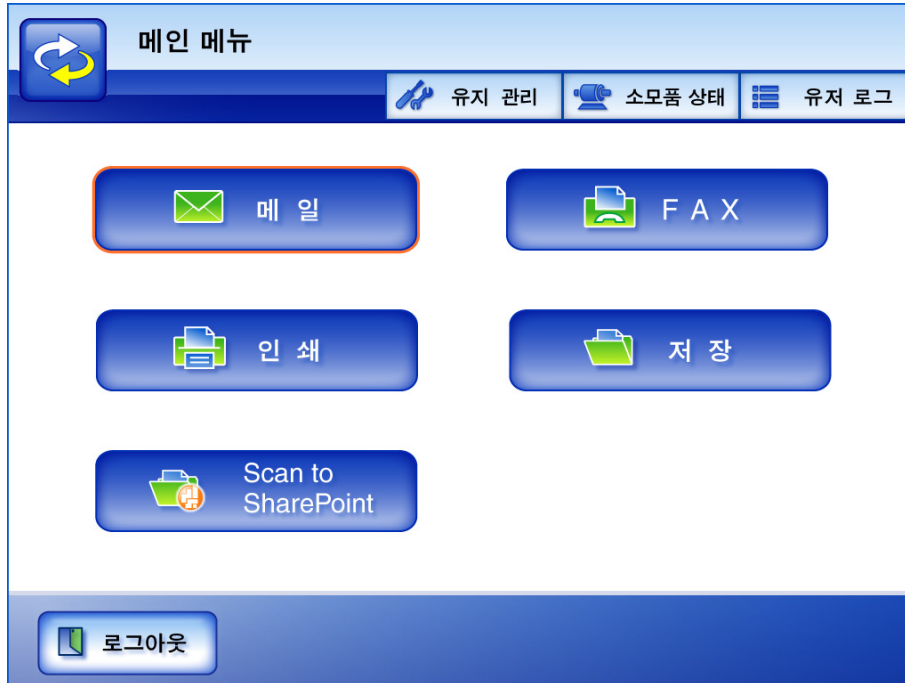 메인 메뉴
유지 관리
소모품 상태
유저 로그
메 일
F A X
인 쇄
저 장
Scan to
SharePoint
로그아웃